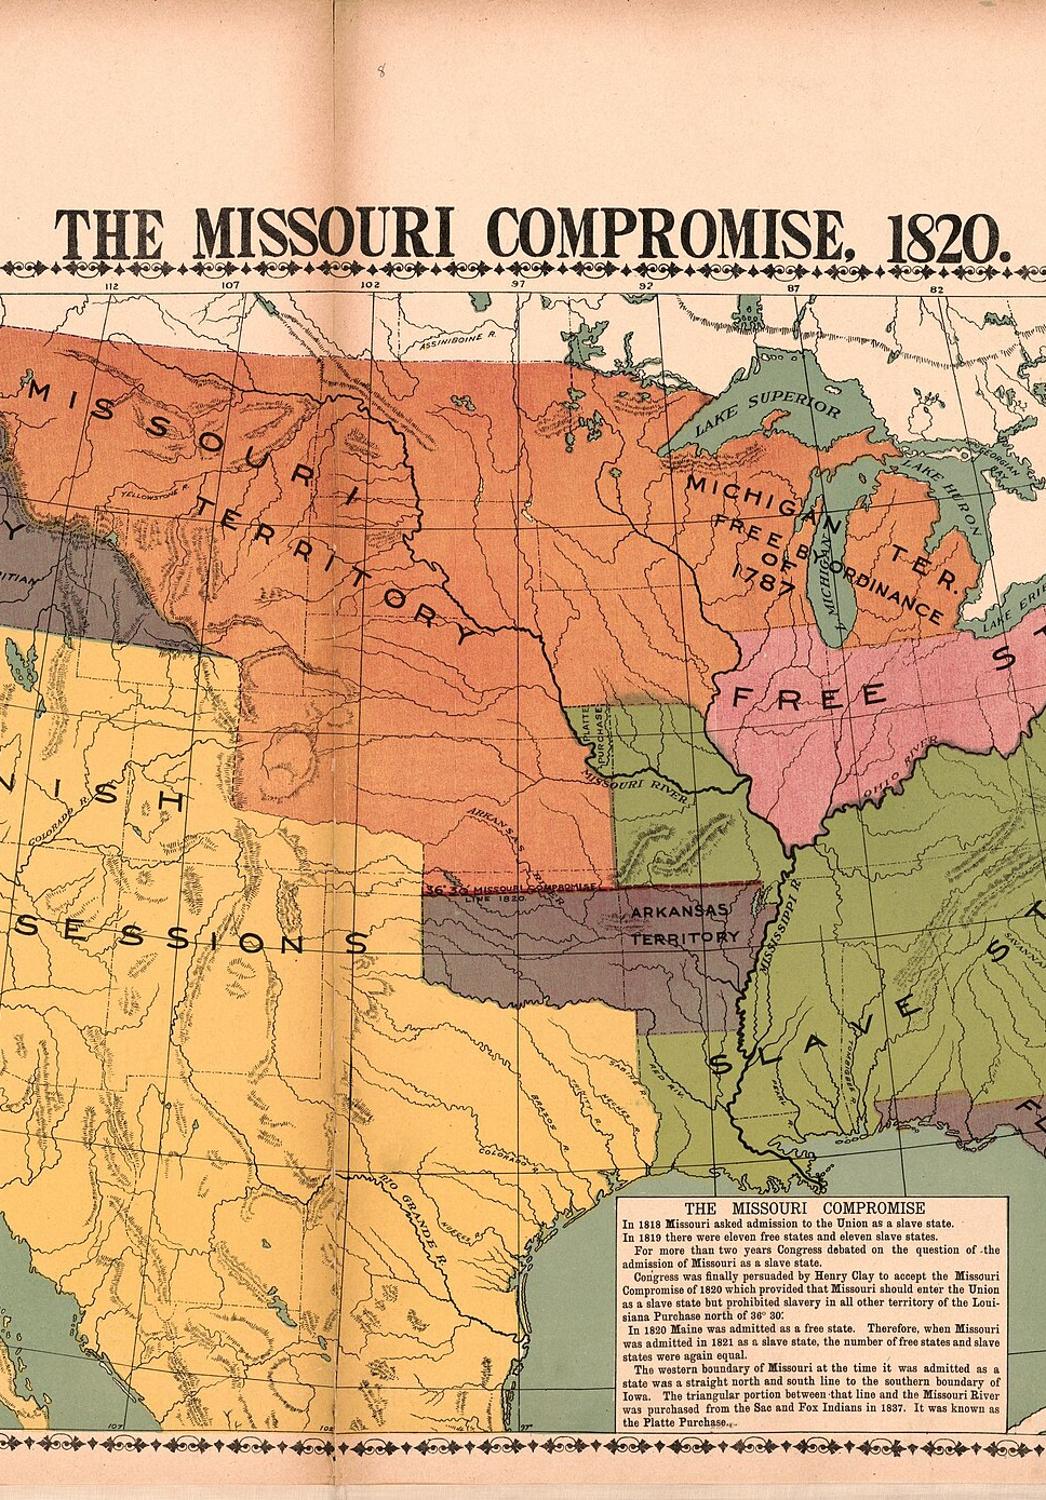 8
THE MISSOURI COMPROMISE, 1820.
112 107 102 97 92 87 82
ASSINIBOINE R.
MISSOURI
TERRITORY
YELLOWSTONE R.
LAKE SUPERIOR
GEORGIAN
BAY
LAKE HURON
MICHIGAN
TER.
FREE BY ORDINANCE
OF
1787
L. MICHIGAN
LAKE ERIE
Y
ITIAN
FREE
S
PLATTE
PURCHASE
MISSOURI RIVER.
OHIO RIVER
NISH
COLORADO R.
ARKANSAS R.
36° 30' MISSOURI COMPROMISE
LINE 1820.
ARKANSAS
TERRITORY
MISSISSIPPI R.
SESSIONS
SLAVE S
SAVANNA
RED RIV.
SABINE R.
NECHES R.
TRINITY R.
BRAZOS R.
COLORADO R.
TOMBIGBEE R.
PEARL
RIO GRANDE R.
NUECES R.
107 102 97
THE MISSOURI COMPROMISE
In 1818 Missouri asked admission to the Union as a slave state.
In 1819 there were eleven free states and eleven slave states.
For more than two years Congress debated on the question of the
admission of Missouri as a slave state.
Congress was finally persuaded by Henry Clay to accept the Missouri
Compromise of 1820 which provided that Missouri should enter the Union
as a slave state but prohibited slavery in all other territory of the Loui-
siana Purchase north of 36° 30'.
In 1820 Maine was admitted as a free state. Therefore, when Missouri
was admitted in 1821 as a slave state, the number of free states and slave
states were again equal.
The western boundary of Missouri at the time it was admitted as a
state was a straight north and south line to the southern boundary of
Iowa. The triangular portion between that line and the Missouri River
was purchased from the Sac and Fox Indians in 1837. It was known as
the Platte Purchase.